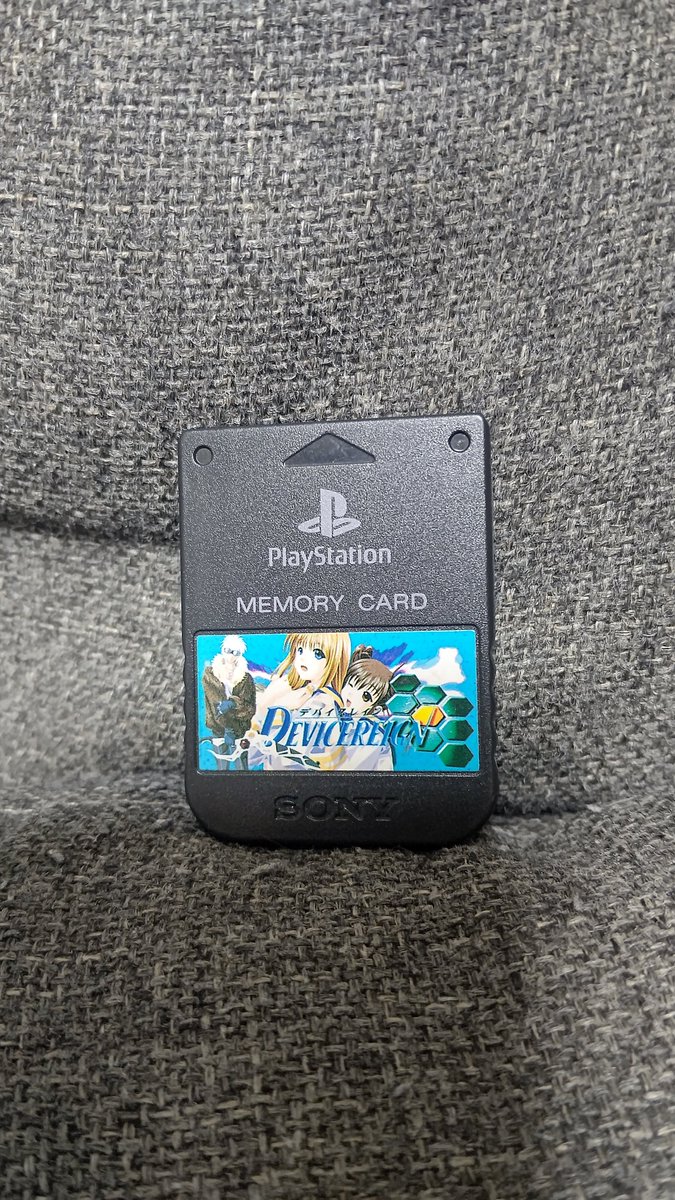 PlayStation
MEMORY CARD
デバイスレイン
DEVICEREIGN
SONY